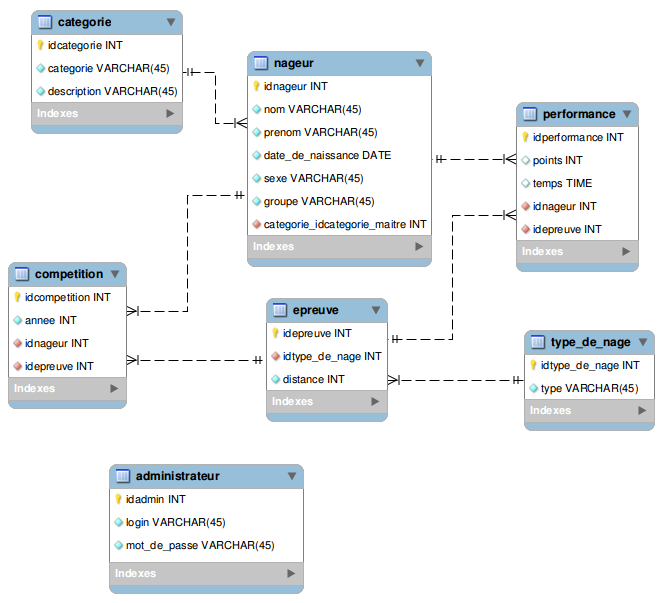 categorie
idcategorie INT
categorie VARCHAR(45)
description VARCHAR(45)
Indexes
nageur
idnageur INT
nom VARCHAR(45)
prenom VARCHAR(45)
date_de_naissance DATE
sexe VARCHAR(45)
groupe VARCHAR(45)
categorie_idcategorie_maitre INT
Indexes
performance
idperformance INT
points INT
temps TIME
idnageur INT
idepreuve INT
Indexes
competition
idcompetition INT
annee INT
idnageur INT
idepreuve INT
Indexes
epreuve
idepreuve INT
idtype_de_nage INT
distance INT
Indexes
type_de_nage
idtype_de_nage INT
type VARCHAR(45)
Indexes
administrateur
idadmin INT
login VARCHAR(45)
mot_de_passe VARCHAR(45)
Indexes